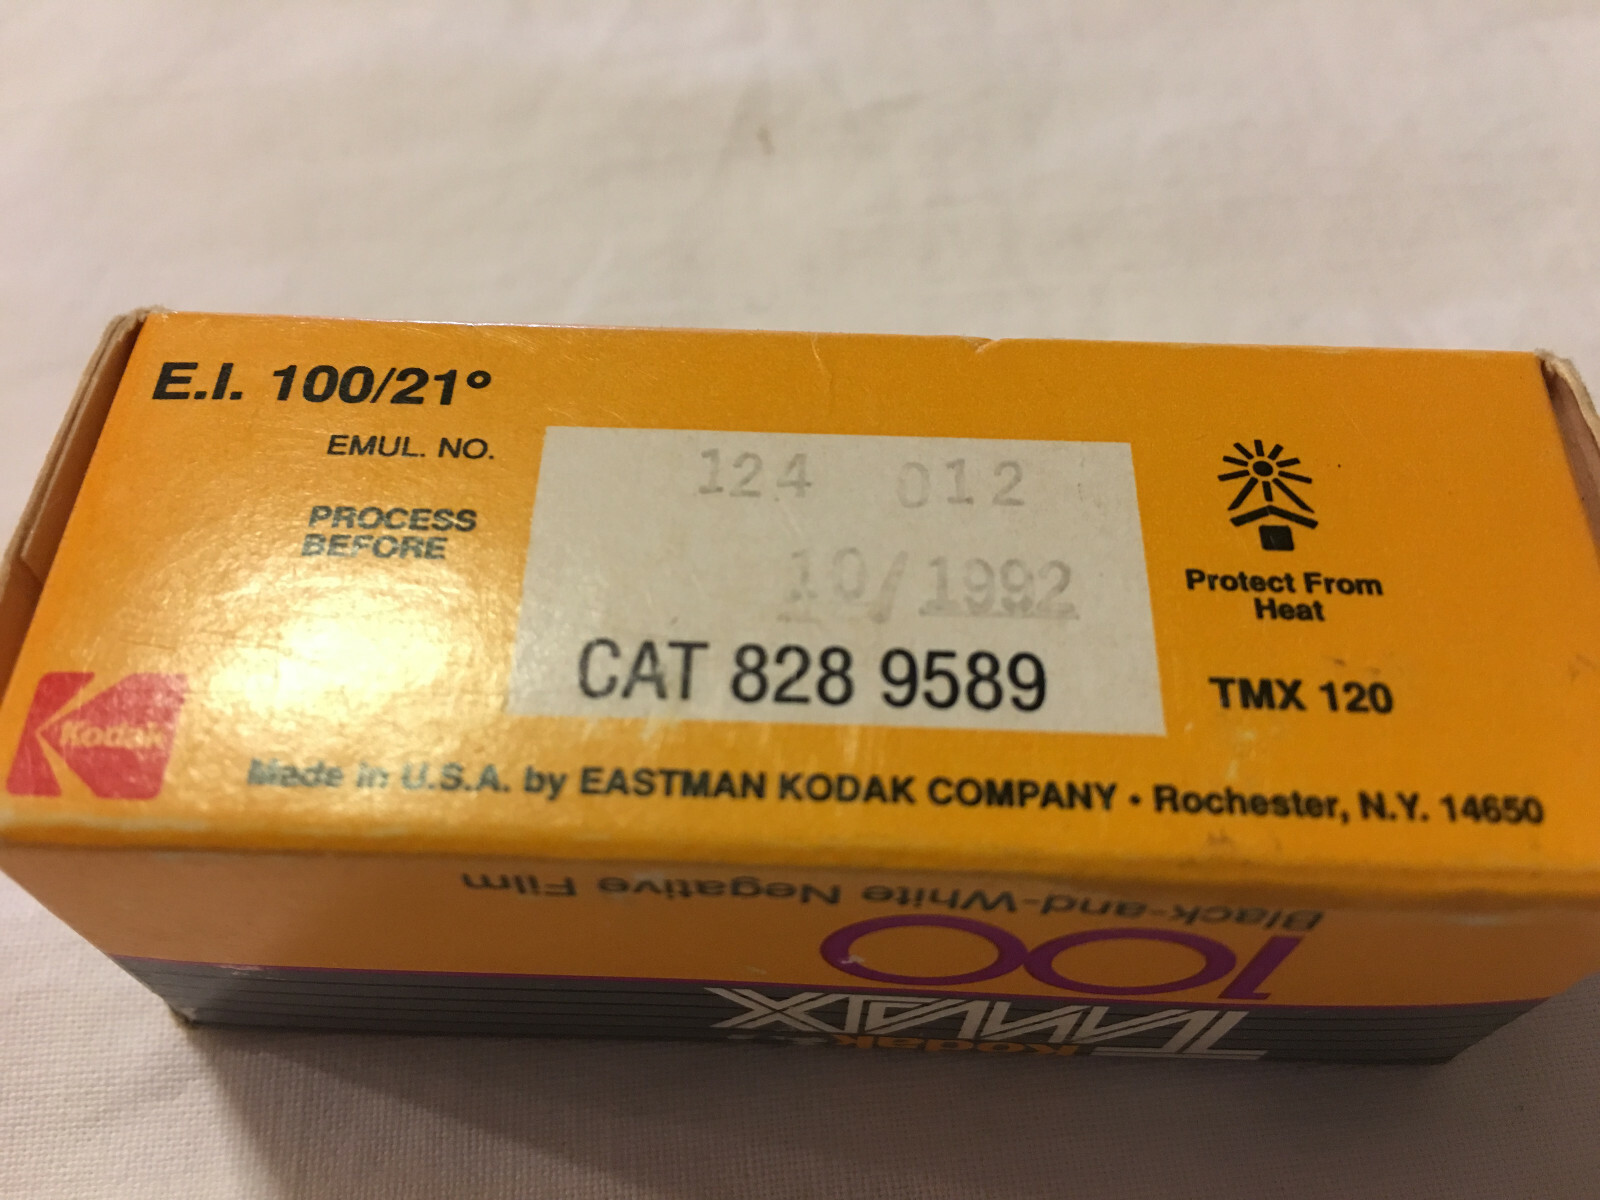 E.I. 100/21°
EMUL. NO. 124 012
PROCESS
BEFORE 10/1992
CAT 828 9589
Protect From
Heat
TMX 120
Kodak
Made in U.S.A. by EASTMAN KODAK COMPANY • Rochester, N.Y. 14650
Kodak
TMAX
100
Black-and-White Negative Film